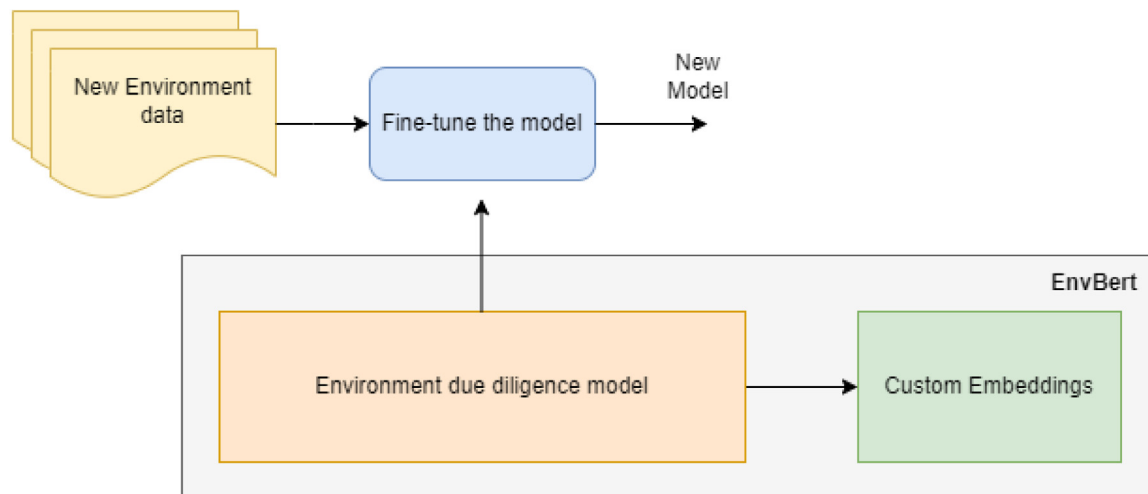 New Environment
data
Fine-tune the model
New
Model
EnvBert
Environment due diligence model
Custom Embeddings